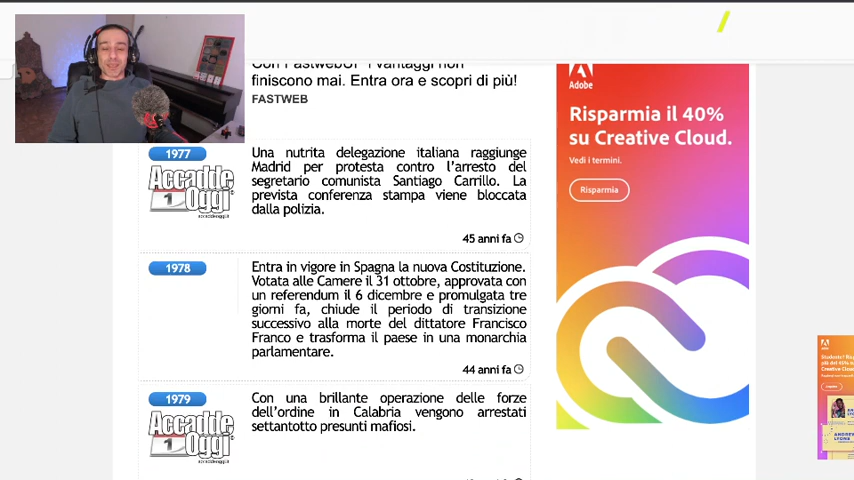 Con FastwebUP i vantaggi non
finiscono mai. Entra ora e scopri di più!
FASTWEB
1977
Accadde
1 Oggi
Una nutrita delegazione italiana raggiunge
Madrid per protesta contro l'arresto del
segretario comunista Santiago Carrillo. La
prevista conferenza stampa viene bloccata
dalla polizia.
45 anni fa
1978
Entra in vigore in Spagna la nuova Costituzione.
Votata alle Camere il 31 ottobre, approvata con
un referendum il 6 dicembre e promulgata tre
giorni fa, chiude il periodo di transizione
successivo alla morte del dittatore Francisco
Franco e trasforma il paese in una monarchia
parlamentare.
44 anni fa
1979
Accadde
1 Oggi
Con una brillante operazione delle forze
dell'ordine in Calabria vengono arrestati
settantotto presunti mafiosi.
Adobe
Risparmia il 40%
su Creative Cloud.
Vedi i termini.
Risparmia